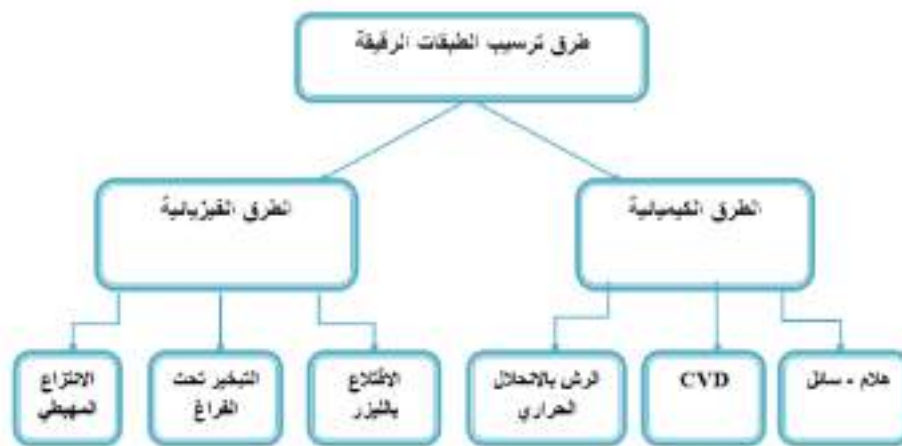 طرق ترسيب الطبقات الرقيقة
الطرق الكيميائية
الطرق الفيزيائية
هلام - سائل
CVD
الرش بالانحلال
الحراري
الاقتلاع
بالليزر
التبخير تحت
الفراغ
الانتزاع
المهبطي